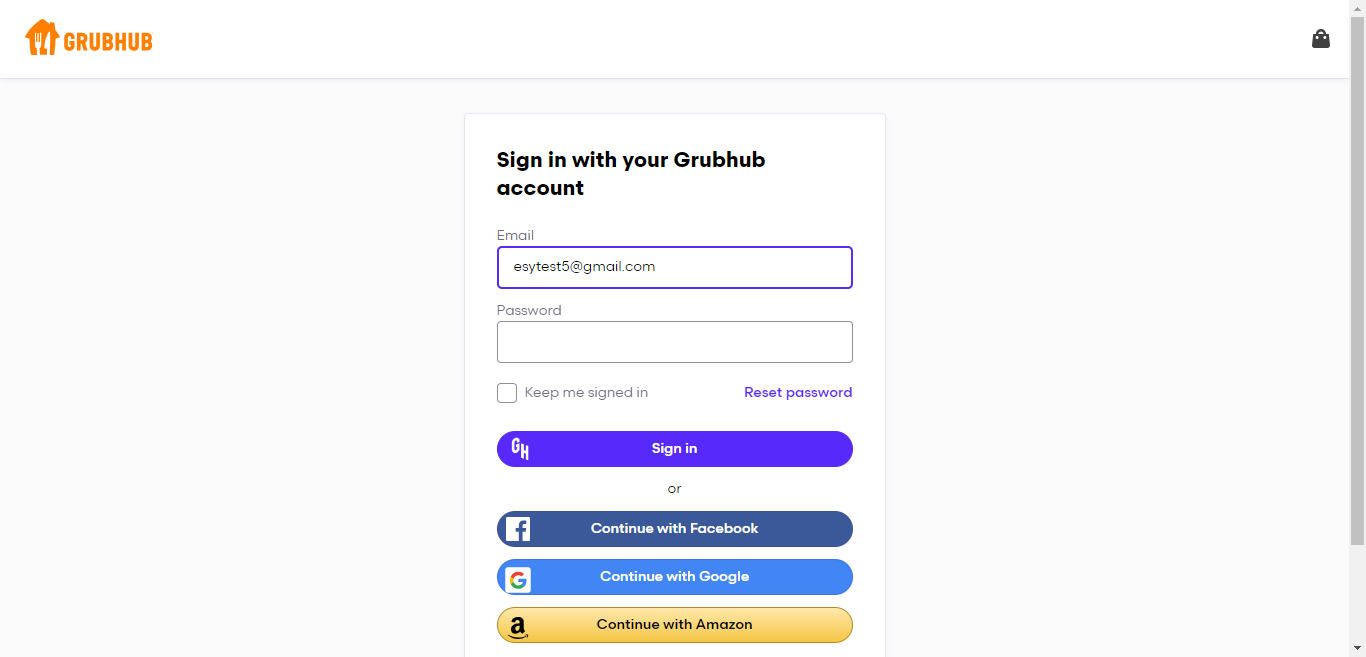 GRUBHUB
Sign in with your Grubhub
account
Email
esytest5@gmail.com
Password
Keep me signed in
Reset password
GH
Sign in
or
Continue with Facebook
Continue with Google
Continue with Amazon